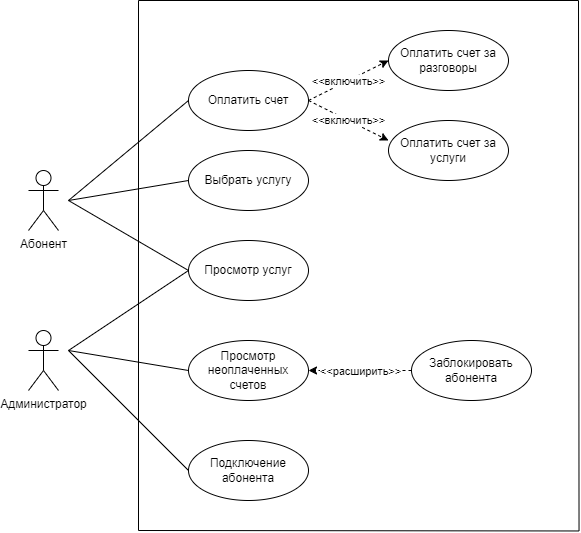 Оплатить счет за
разговоры
<<включить>>
Оплатить счет
<<включить>>
Оплатить счет за
услуги
Выбрать услугу
Абонент
Просмотр услуг
Просмотр
неоплаченных
счетов
<<расширить>>
Заблокировать
абонента
Администратор
Подключение
абонента